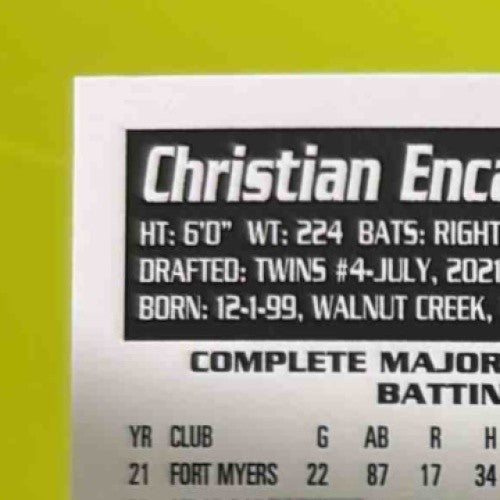 Christian Enca
HT: 6'0" WT: 224 BATS: RIGHT
DRAFTED: TWINS #4-JULY, 2021
BORN: 12-1-99, WALNUT CREEK,
COMPLETE MAJOR
BATTIN
YR CLUB G AB R H
21 FORT MYERS 22 87 17 34